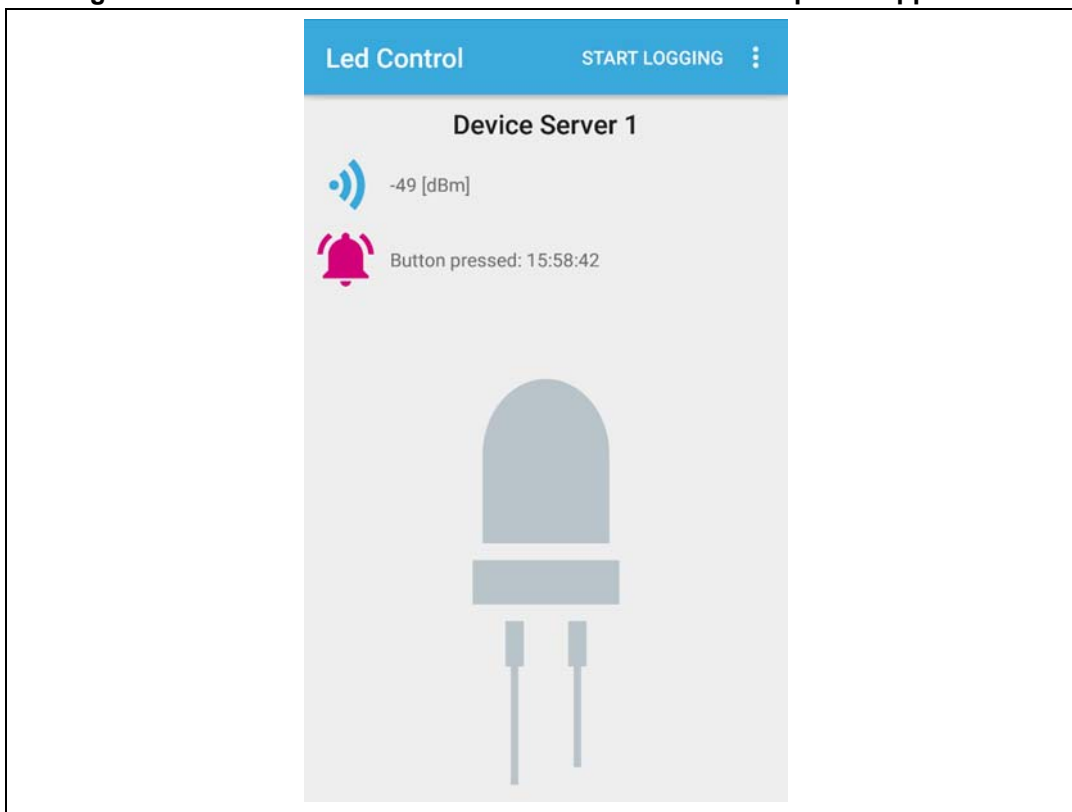 Led Control START LOGGING
Device Server 1
-49 [dBm]
Button pressed: 15:58:42